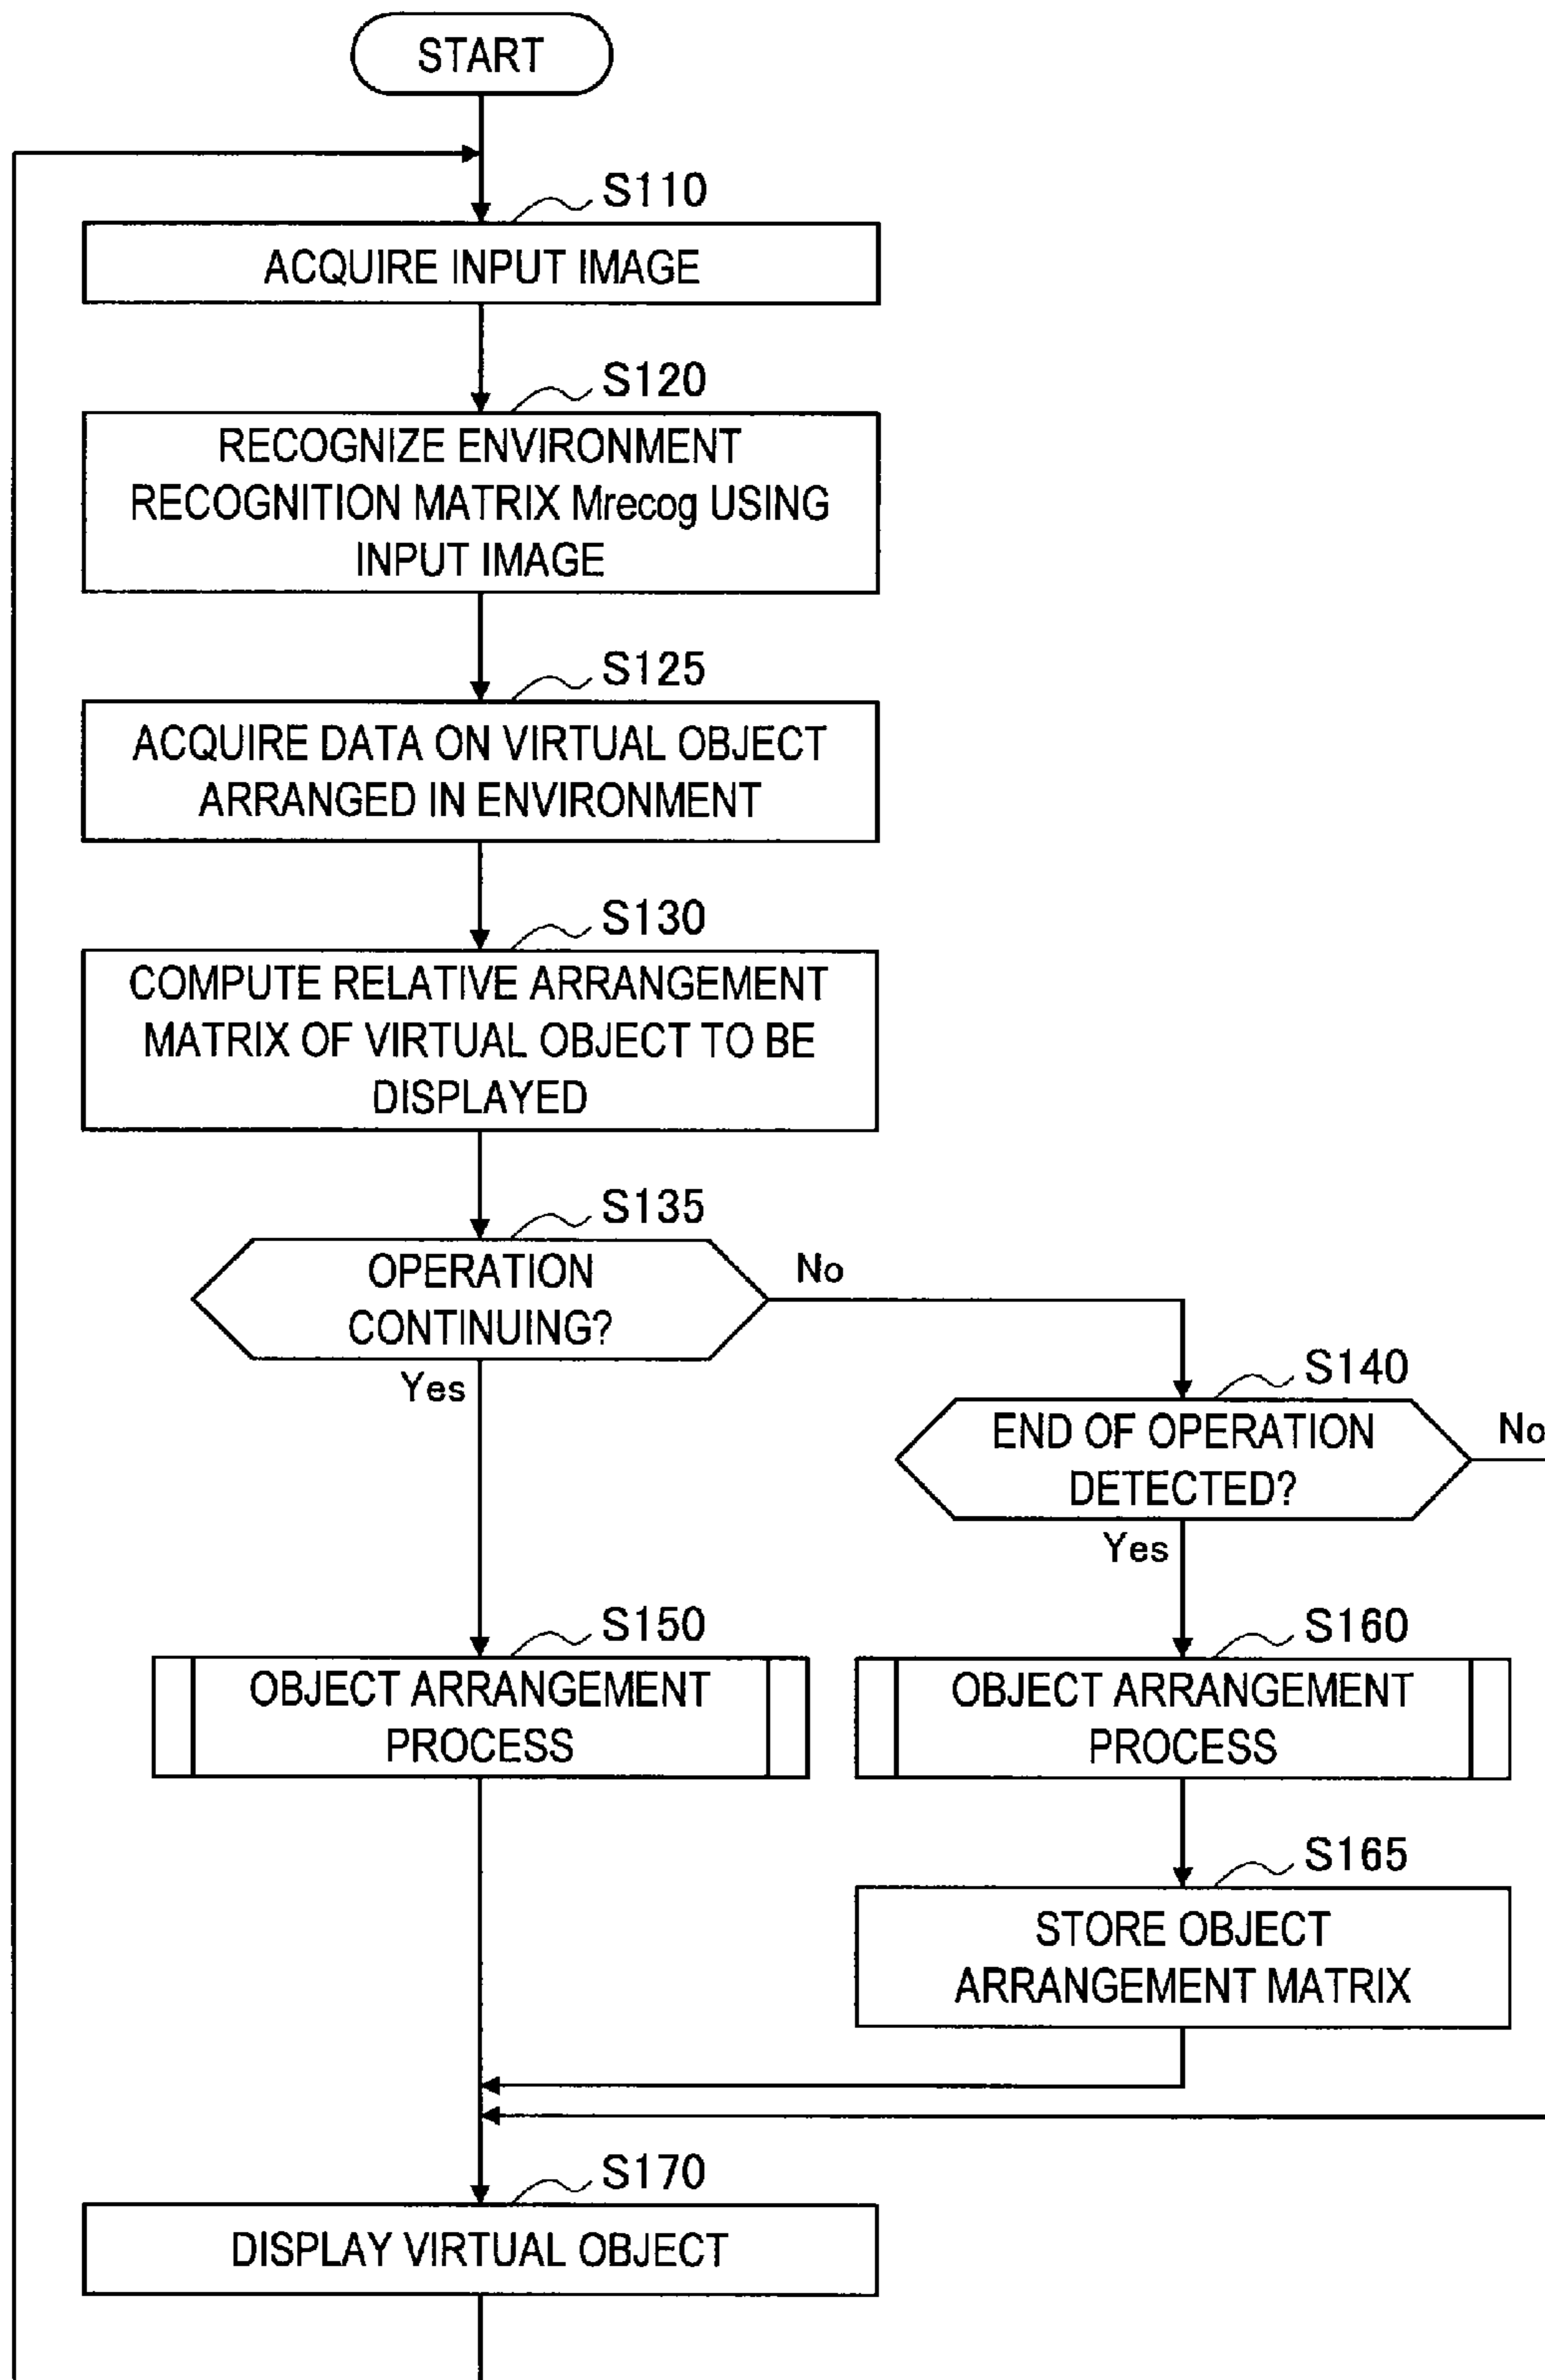 START
S110
ACQUIRE INPUT IMAGE
S120
RECOGNIZE ENVIRONMENT
RECOGNITION MATRIX Mrecog USING
INPUT IMAGE
S125
ACQUIRE DATA ON VIRTUAL OBJECT
ARRANGED IN ENVIRONMENT
S130
COMPUTE RELATIVE ARRANGEMENT
MATRIX OF VIRTUAL OBJECT TO BE
DISPLAYED
S135
OPERATION
CONTINUING?
No
Yes
S140
END OF OPERATION
DETECTED?
No
Yes
S150
OBJECT ARRANGEMENT
PROCESS
S160
OBJECT ARRANGEMENT
PROCESS
S165
STORE OBJECT
ARRANGEMENT MATRIX
S170
DISPLAY VIRTUAL OBJECT